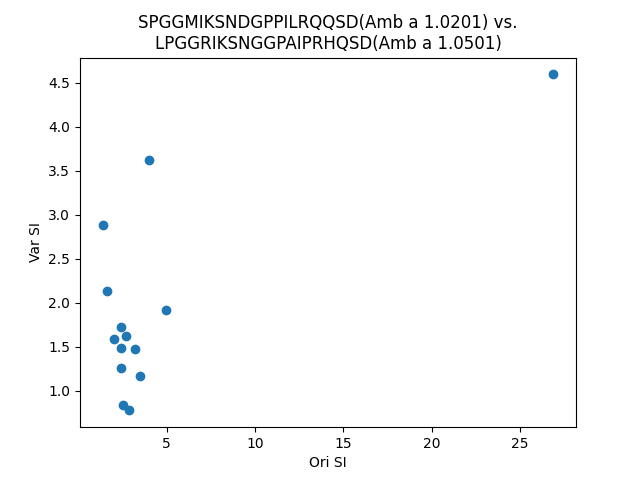 SPGGMIKSNDGPPILRQQSD(Amb a 1.0201) vs.
LPGGRIKSNGGPAIPRHQSD(Amb a 1.0501)
4.5
4.0
3.5
3.0
2.5
2.0
1.5
1.0
Var SI
5 10 15 20 25
Ori SI